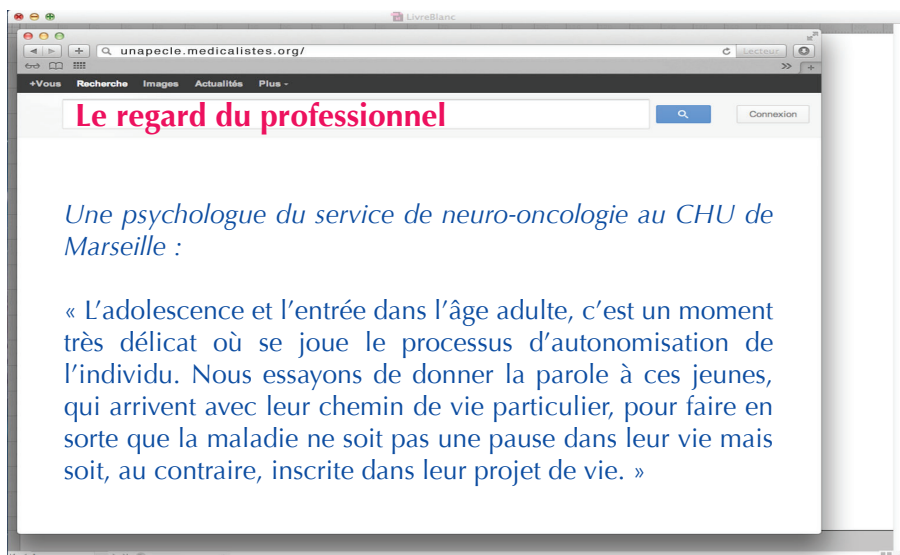 LivreBlanc
unapecle.medicalistes.org/
Lecteur
+Vous Recherche Images Actualités Plus
Le regard du professionnel
Connexion
Une psychologue du service de neuro-oncologie au CHU de
Marseille :
« L’adolescence et l’entrée dans l’âge adulte, c’est un moment
très délicat où se joue le processus d’autonomisation de
l’individu. Nous essayons de donner la parole à ces jeunes,
qui arrivent avec leur chemin de vie particulier, pour faire en
sorte que la maladie ne soit pas une pause dans leur vie mais
soit, au contraire, inscrite dans leur projet de vie. »